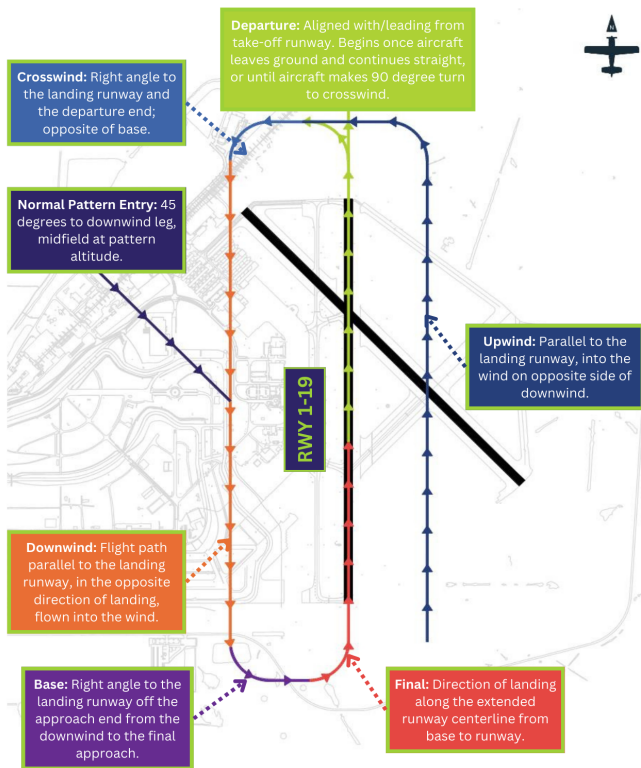 Departure: Aligned with/leading from
take-off runway. Begins once aircraft
leaves ground and continues straight,
or until aircraft makes 90 degree turn
to crosswind.
N
Crosswind: Right angle to
the landing runway and
the departure end;
opposite of base.
Normal Pattern Entry: 45
degrees to downwind leg,
midfield at pattern
altitude.
Upwind: Parallel to the
landing runway, into the
wind on opposite side of
downwind.
RWY 1-19
Downwind: Flight path
parallel to the landing
runway, in the opposite
direction of landing,
flown into the wind.
Base: Right angle to the
landing runway off the
approach end from the
downwind to the final
approach.
Final: Direction of landing
along the extended
runway centerline from
base to runway.